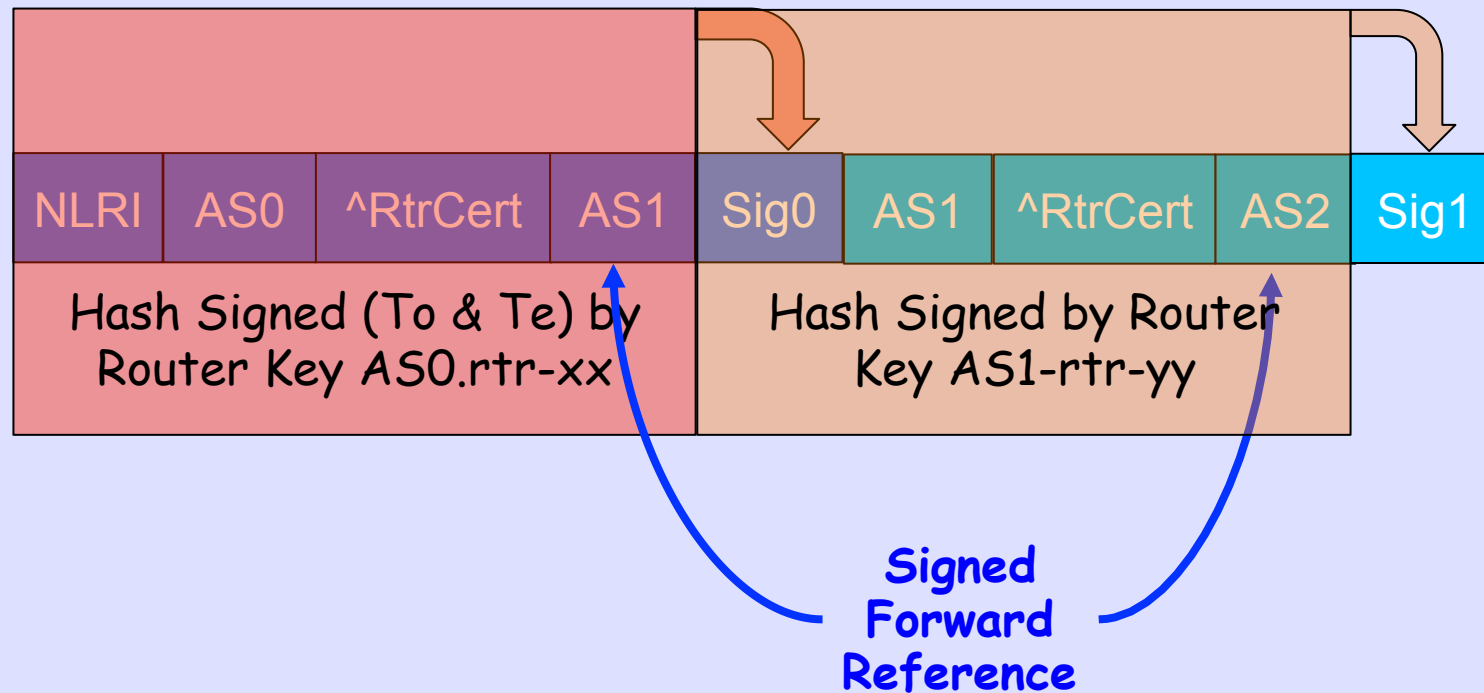 NLRI AS0 ^RtrCert AS1 Sig0 AS1 ^RtrCert AS2 Sig1
Hash Signed (To & Te) by
Router Key AS0.rtr-xx
Hash Signed by Router
Key AS1-rtr-yy
Signed
Forward
Reference